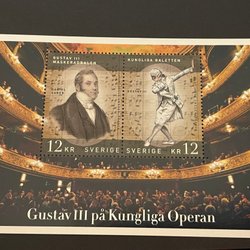 GUSTAV III
MASKERADBALEN
KUNGLIGA BALETTEN
12 KR SVERIGE
SVERIGE KR 12
Gustav III på Kungliga Operan